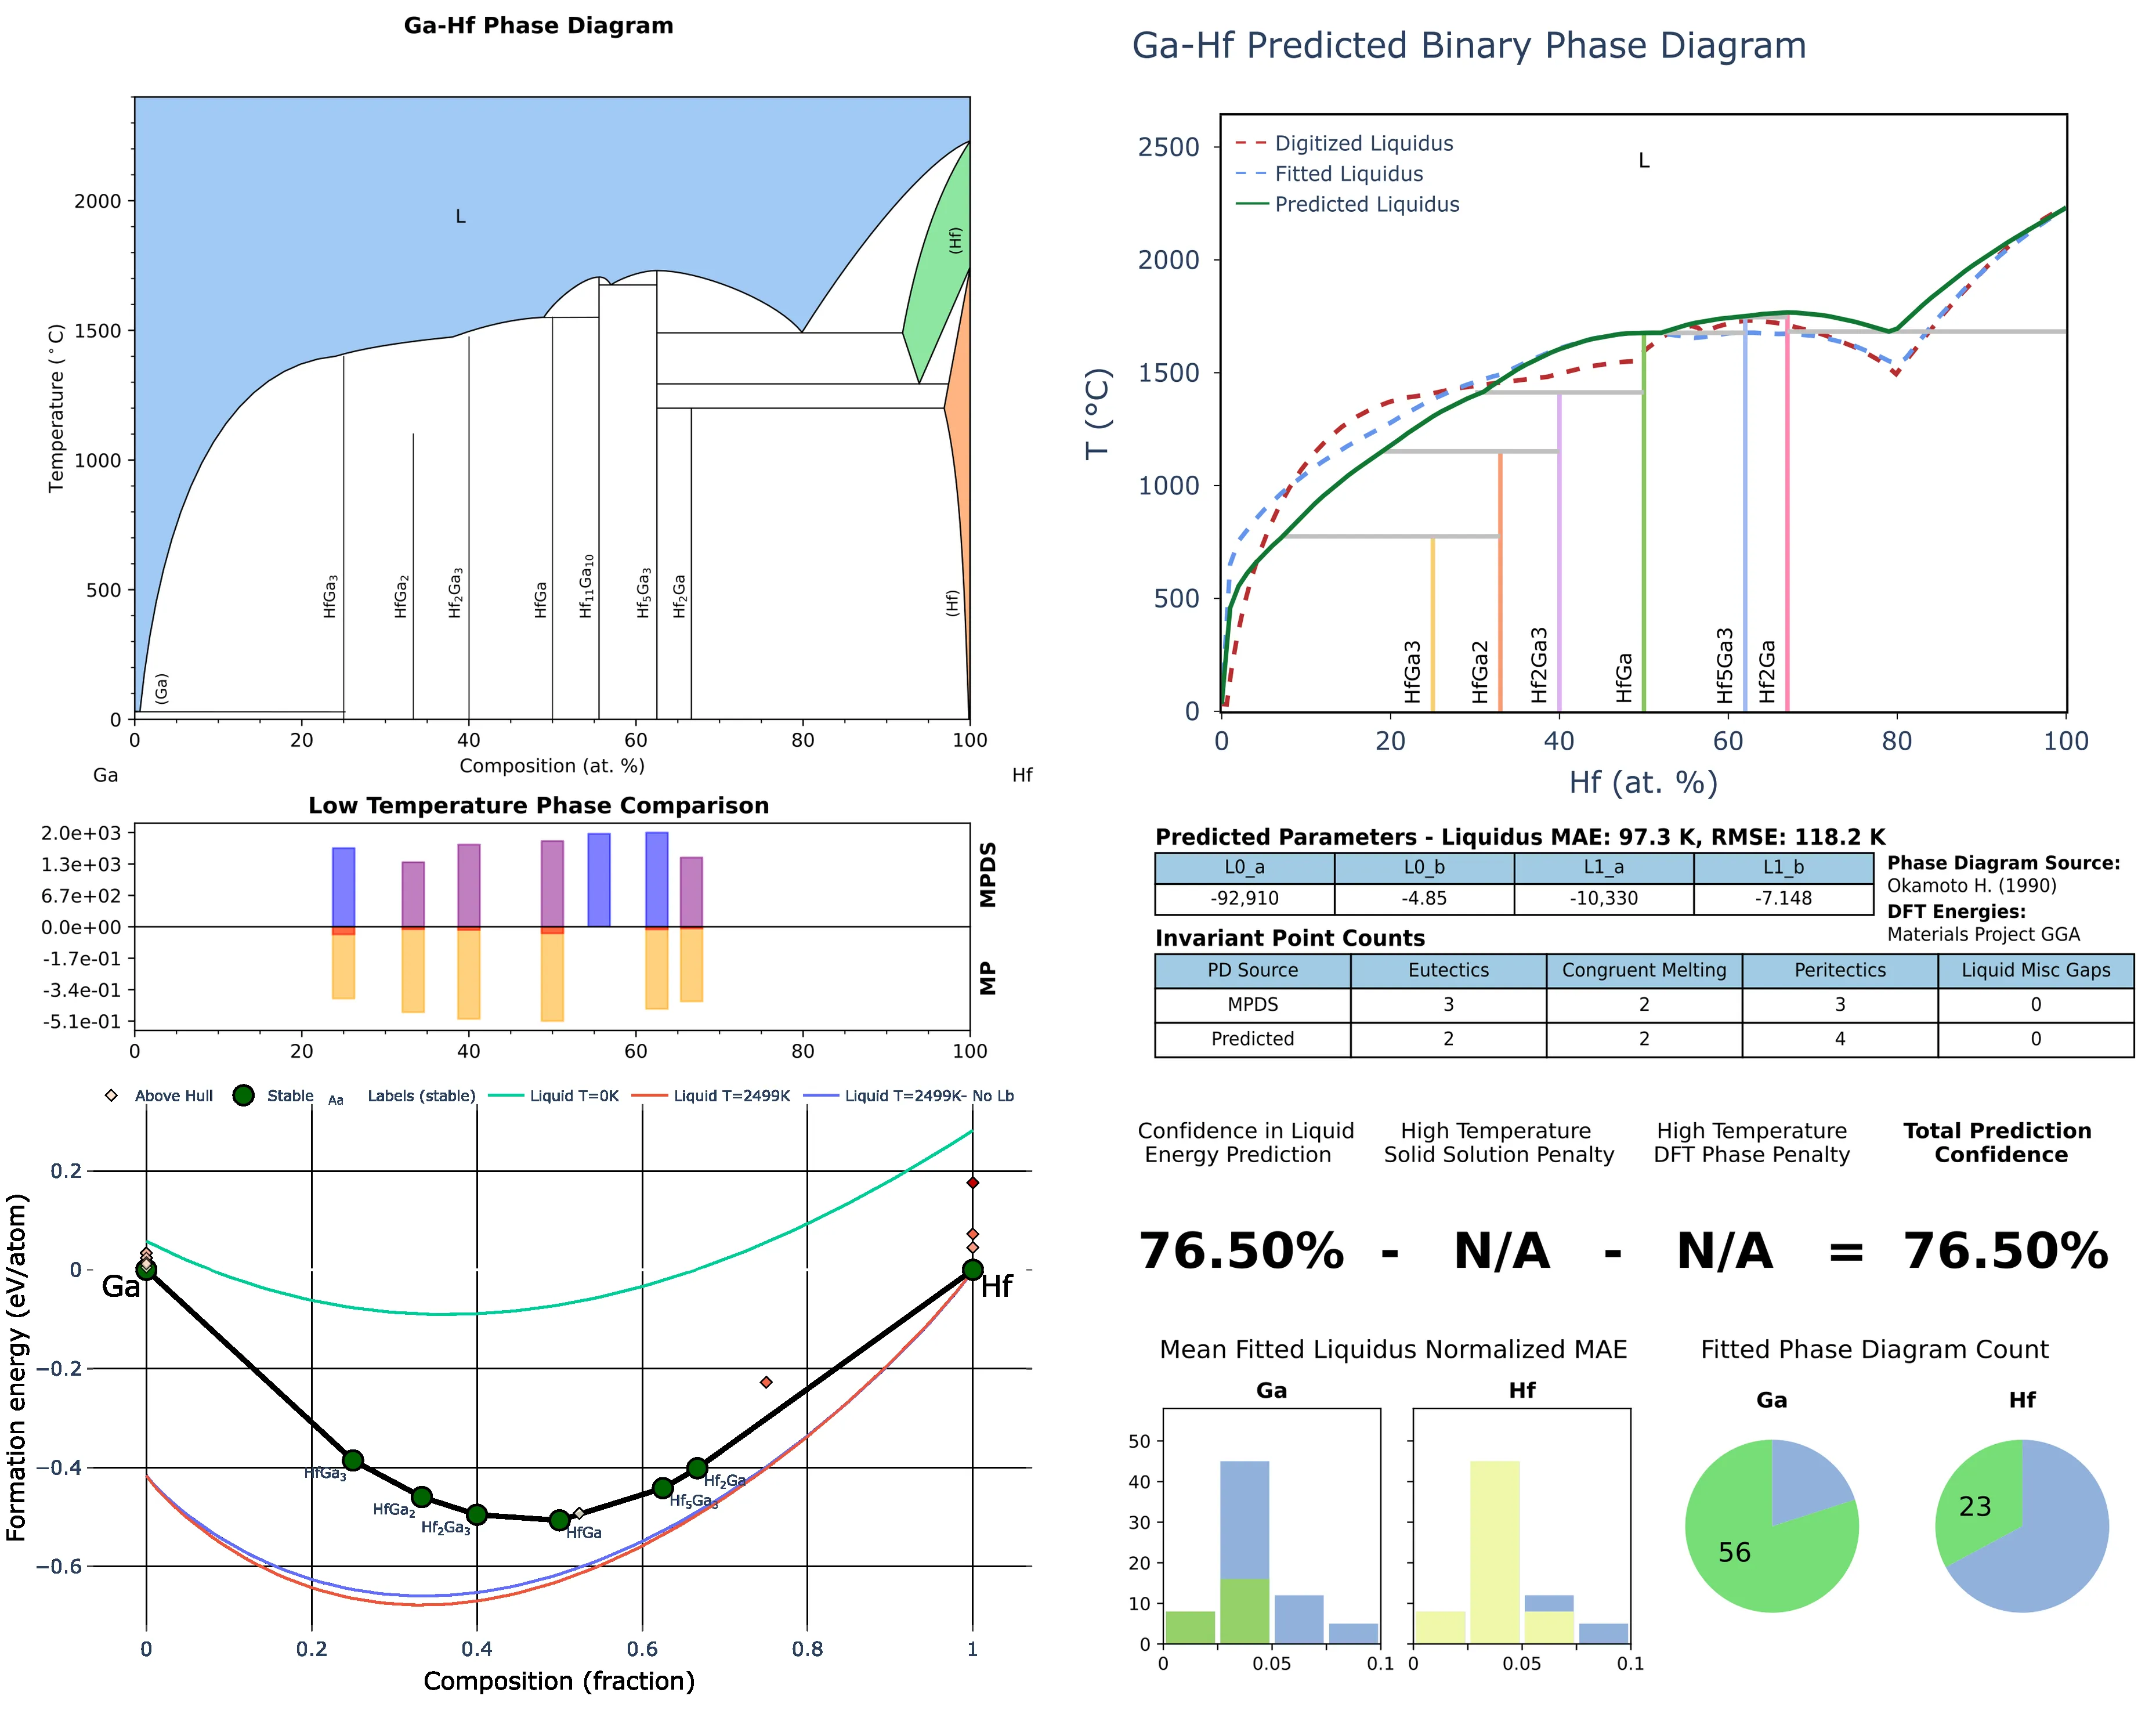 Ga-Hf Phase Diagram
Temperature (°C)
2000
1500
1000
500
0
L
(Hf)
(Hf)
(Ga)
HfGa3
HfGa2
Hf2Ga3
HfGa
Hf11Ga10
Hf5Ga3
Hf2Ga
0 20 40 60 80 100
Composition (at. %)
Ga Hf
Low Temperature Phase Comparison
2.0e+03
1.3e+03
6.7e+02
0.0e+00
-1.7e-01
-3.4e-01
-5.1e-01
MPDS
MP
0 20 40 60 80 100
Above Hull Stable Aa Labels (stable) Liquid T=0K Liquid T=2499K Liquid T=2499K- No Lb
Formation energy (eV/atom)
0.2
0
−0.2
−0.4
−0.6
Ga
Hf
HfGa3
HfGa2
Hf2Ga3
HfGa
Hf5Ga3
Hf2Ga
0 0.2 0.4 0.6 0.8 1
Composition (fraction)
Ga-Hf Predicted Binary Phase Diagram
T (°C)
2500
2000
1500
1000
500
0
Digitized Liquidus
Fitted Liquidus
Predicted Liquidus
L
HfGa3
HfGa2
Hf2Ga3
HfGa
Hf5Ga3
Hf2Ga
0 20 40 60 80 100
Hf (at. %)
Predicted Parameters - Liquidus MAE: 97.3 K, RMSE: 118.2 K
L0_a L0_b L1_a L1_b
-92,910 -4.85 -10,330 -7.148
Phase Diagram Source:
Okamoto H. (1990)
DFT Energies:
Materials Project GGA
Invariant Point Counts
PD Source Eutectics Congruent Melting Peritectics Liquid Misc Gaps
MPDS 3 2 3 0
Predicted 2 2 4 0
Confidence in Liquid
Energy Prediction
High Temperature
Solid Solution Penalty
High Temperature
DFT Phase Penalty
Total Prediction
Confidence
76.50% - N/A - N/A = 76.50%
Mean Fitted Liquidus Normalized MAE
Ga
Hf
50
40
30
20
10
0
0 0.05 0.1
0 0.05 0.1
Fitted Phase Diagram Count
Ga
Hf
56
23